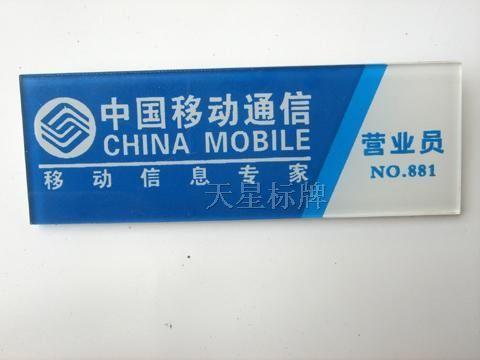 中国移动通信
CHINA MOBILE
移动信息专家
营业员
NO.881
天星标牌